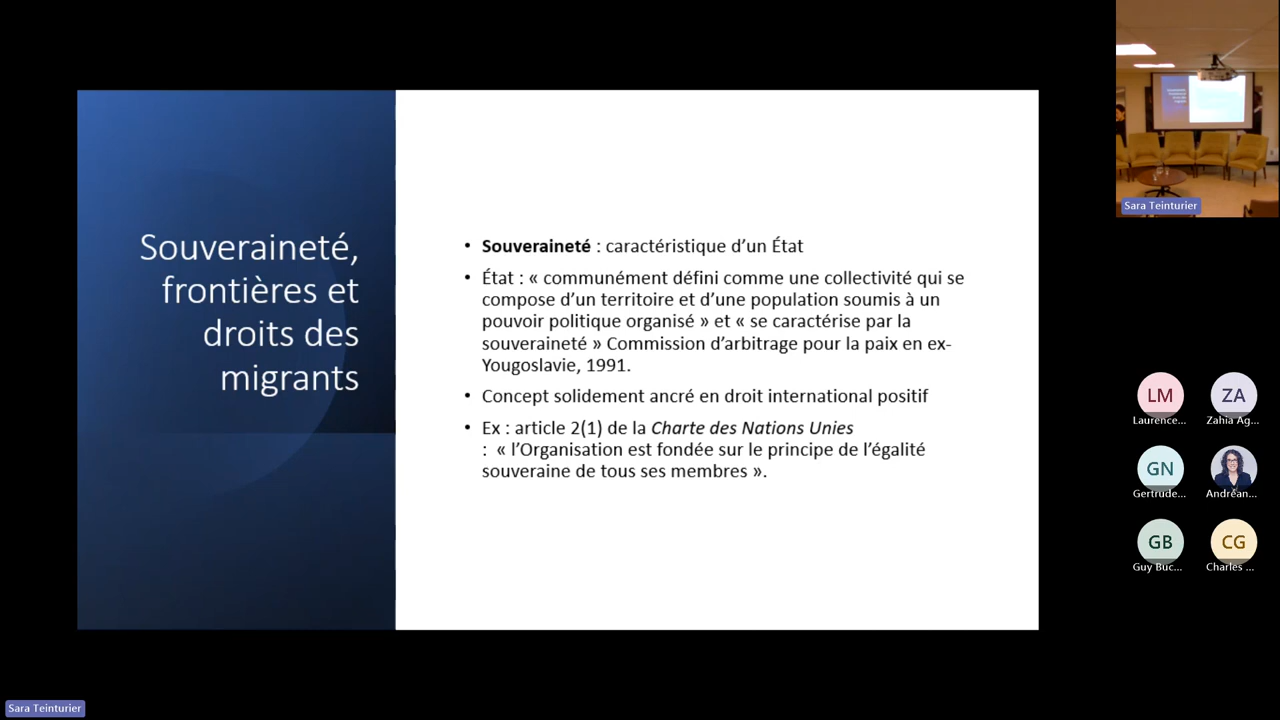 Souveraineté,
frontières et
droits des
migrants
• Souveraineté : caractéristique d’un État
• État : « communément défini comme une collectivité qui se
compose d’un territoire et d’une population soumis à un
pouvoir politique organisé » et « se caractérise par la
souveraineté » Commission d’arbitrage pour la paix en ex-
Yougoslavie, 1991.
• Concept solidement ancré en droit international positif
• Ex : article 2(1) de la Charte des Nations Unies
: « l’Organisation est fondée sur le principe de l’égalité
souveraine de tous ses membres ».
Sara Teinturier
LM
Laurence...
ZA
Zahia Ag...
GN
Gertrude...
Andréan...
GB
Guy Buc...
CG
Charles ...
Sara Teinturier